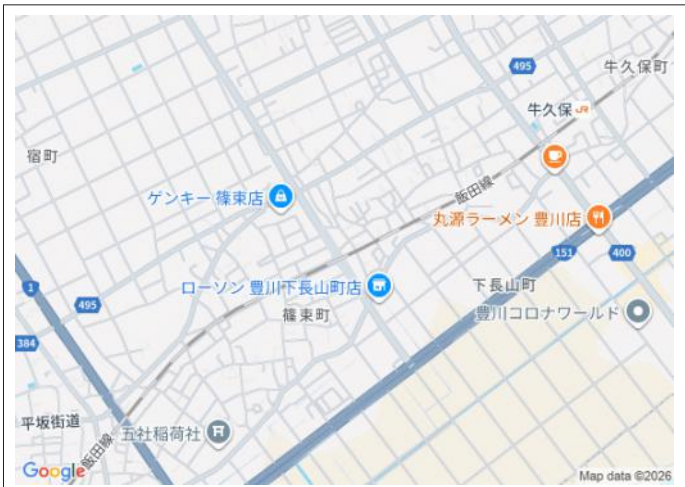 495
牛久保町
牛久保
JR
宿町
飯田線
ゲンキー 篠束店
丸源ラーメン 豊川店
151
400
ローソン 豊川下長山町店
下長山町
1
495
篠束町
豊川コロナワールド
384
平坂街道
五社稲荷社
飯田線
Google
Map data ©2026